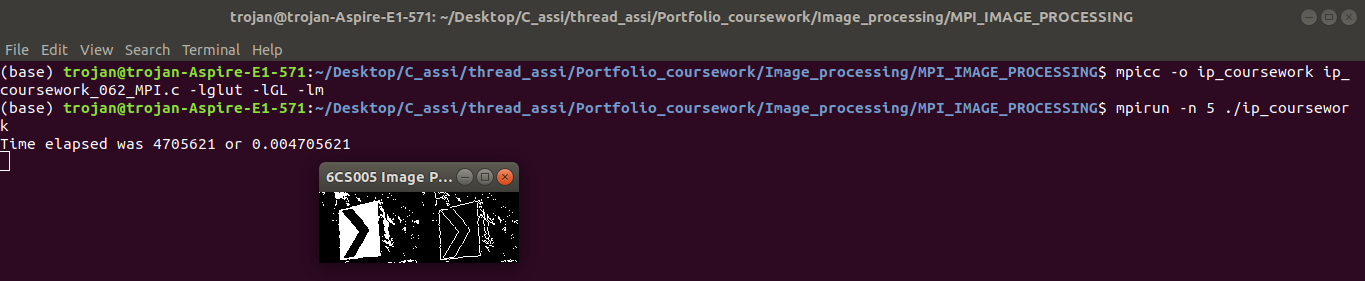 trojan@trojan-Aspire-E1-571: ~/Desktop/C_assi/thread_assi/Portfolio_coursework/Image_processing/MPI_IMAGE_PROCESSING
File Edit View Search Terminal Help
(base) trojan@trojan-Aspire-E1-571:~/Desktop/C_assi/thread_assi/Portfolio_coursework/Image_processing/MPI_IMAGE_PROCESSING$ mpicc -o ip_coursework ip_
coursework_062_MPI.c -lglut -lGL -lm
(base) trojan@trojan-Aspire-E1-571:~/Desktop/C_assi/thread_assi/Portfolio_coursework/Image_processing/MPI_IMAGE_PROCESSING$ mpirun -n 5 ./ip_coursewor
k
Time elapsed was 4705621 or 0.004705621
6CS005 Image P...